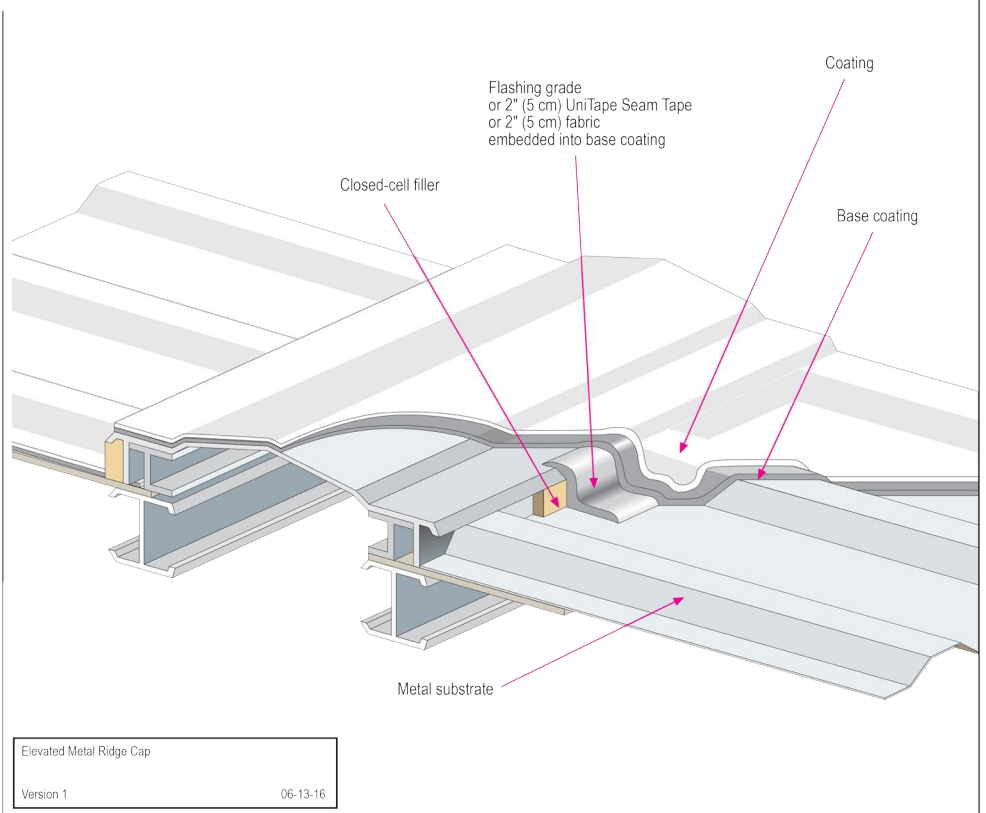 Coating
Flashing grade
or 2" (5 cm) UniTape Seam Tape
or 2" (5 cm) fabric
embedded into base coating
Closed-cell filler
Base coating
Metal substrate
Elevated Metal Ridge Cap
Version 1 06-13-16